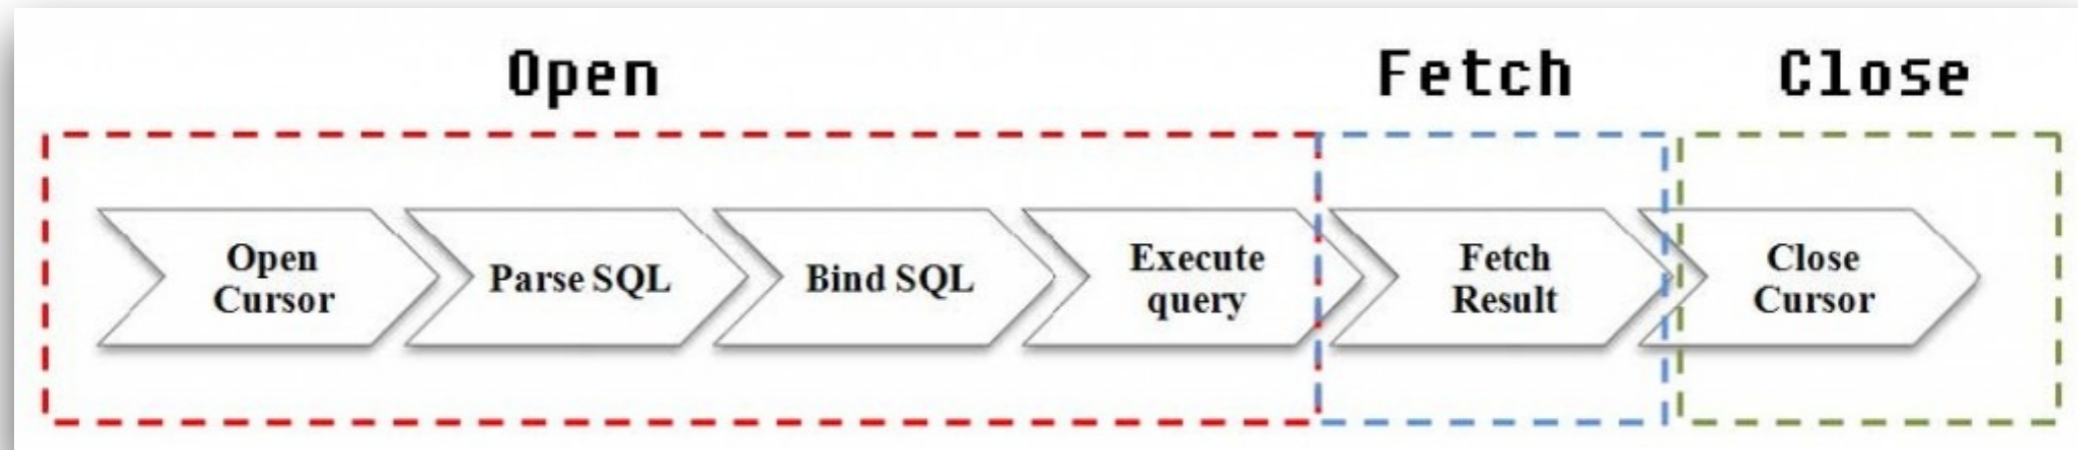 Open
Fetch
Close
Open
Cursor
Parse SQL
Bind SQL
Execute
query
Fetch
Result
Close
Cursor